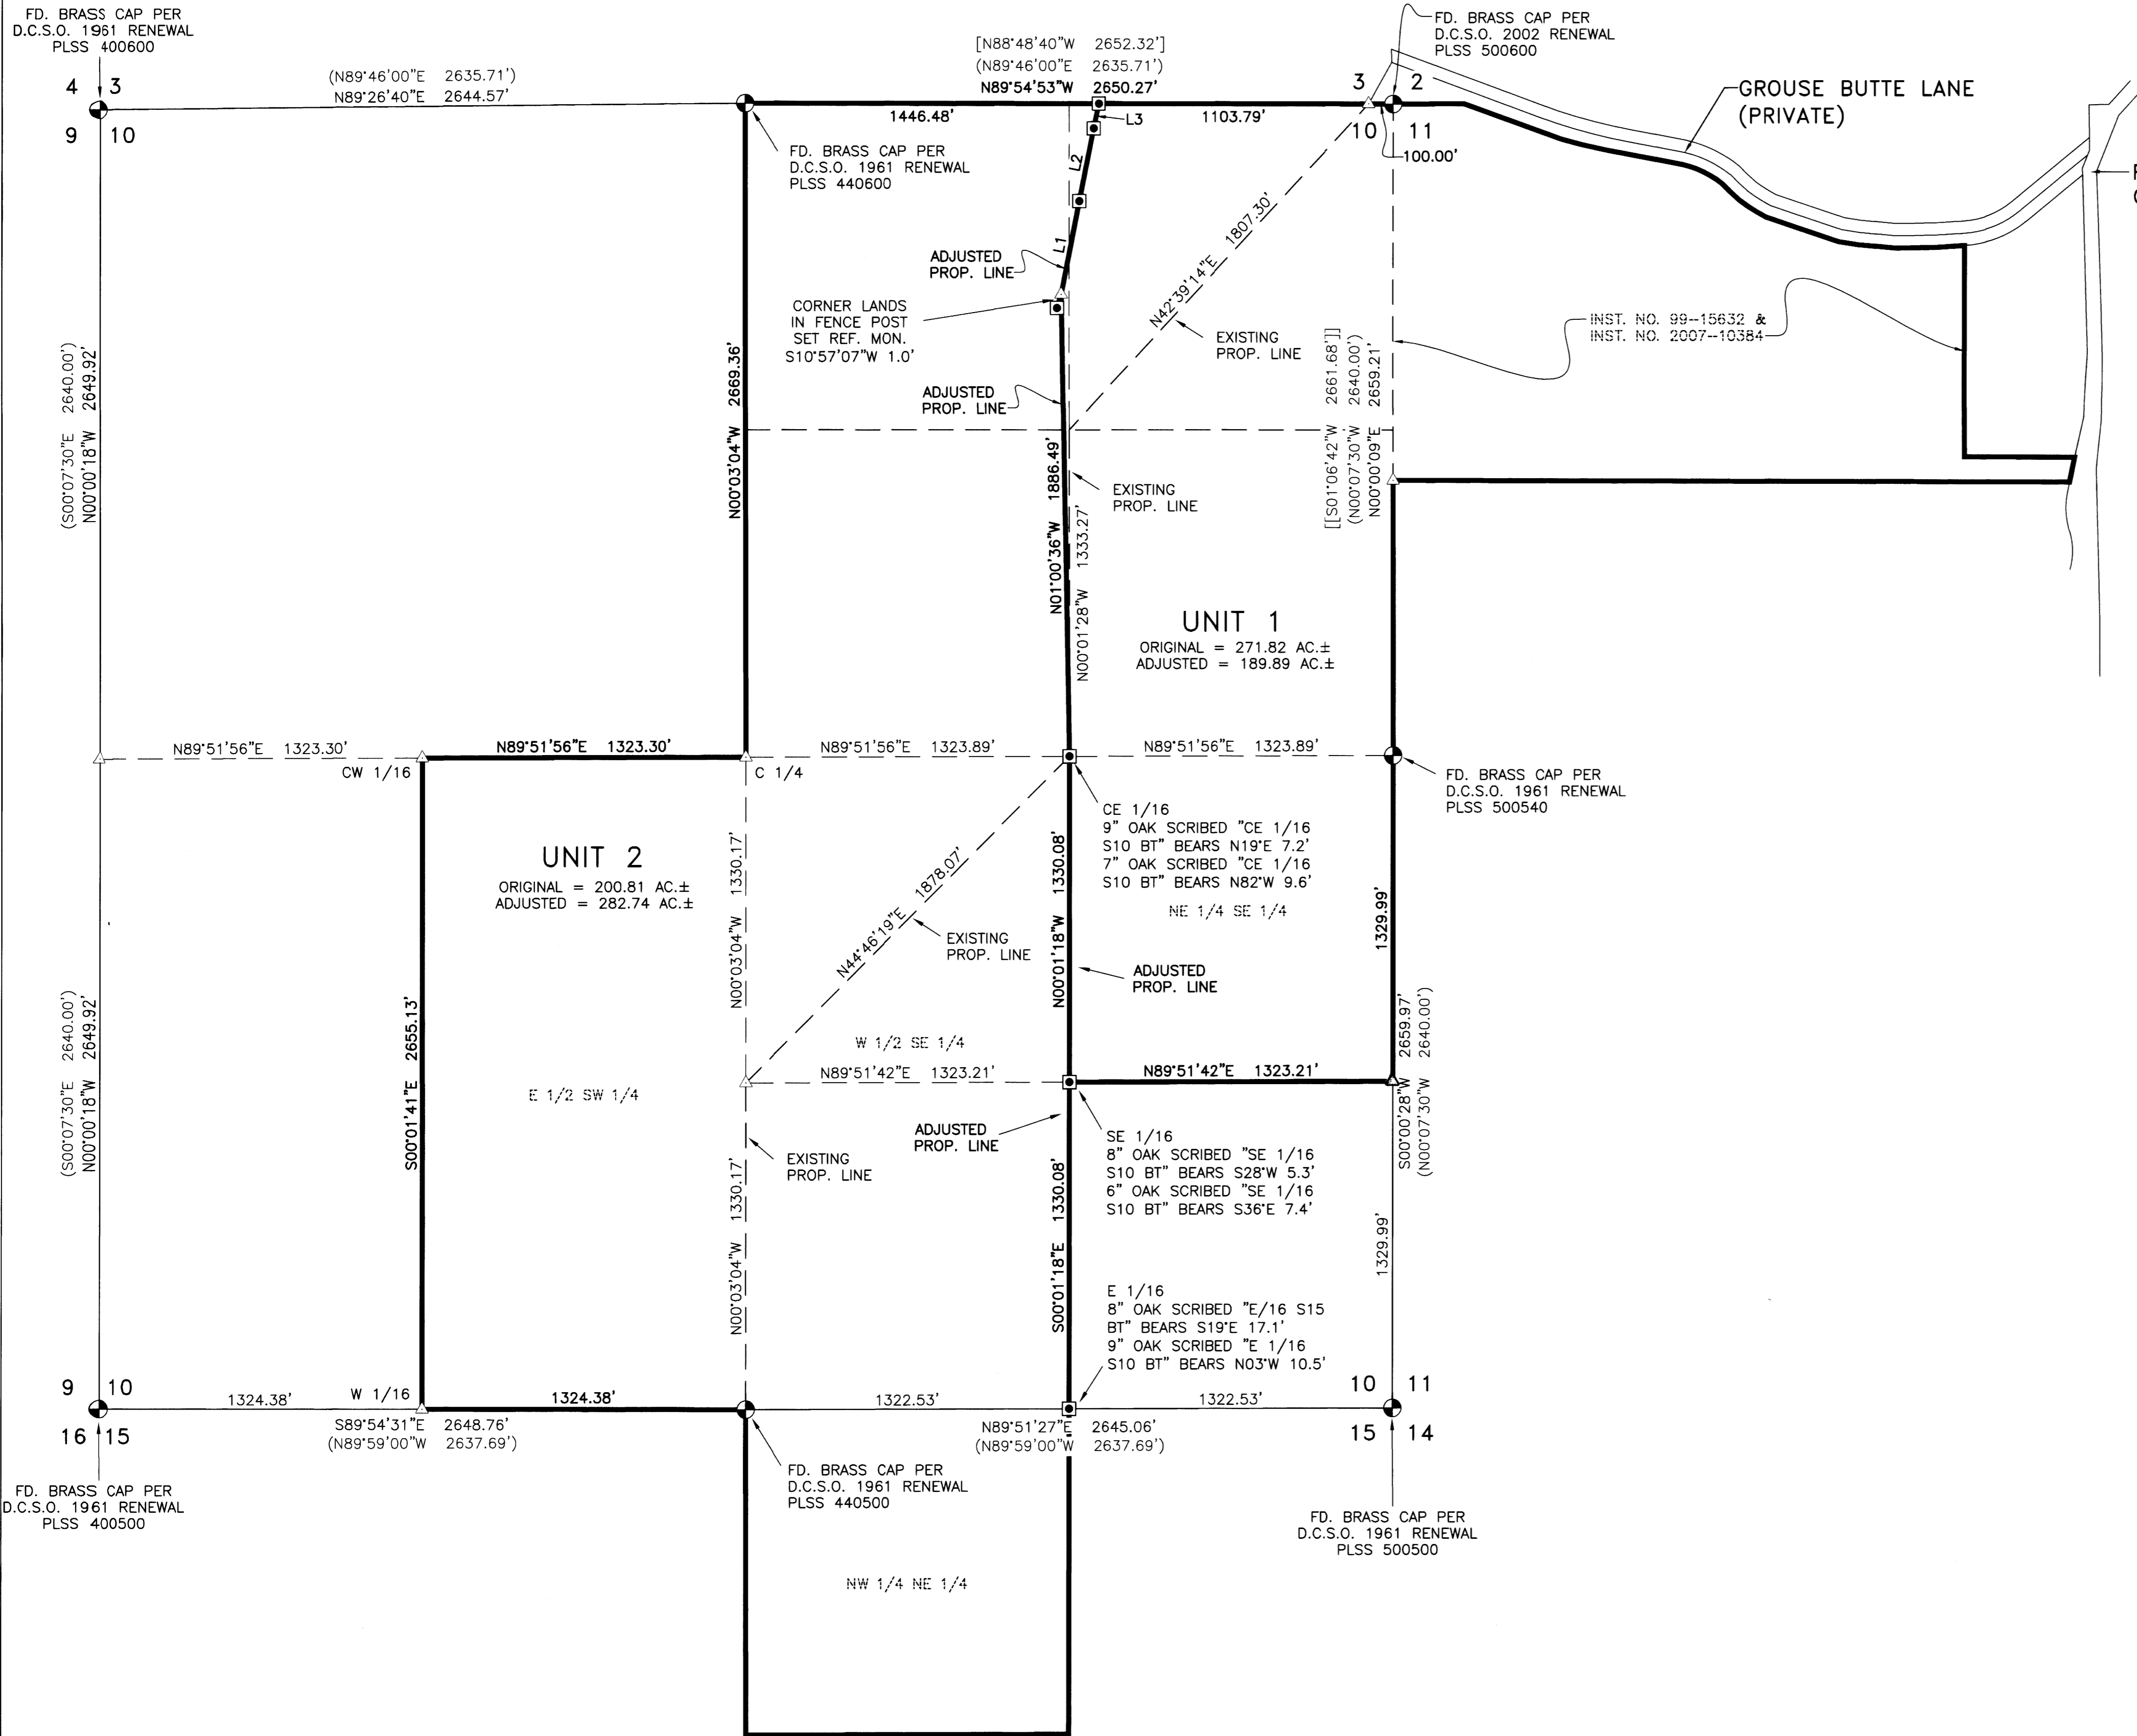 FD. BRASS CAP PER
D.C.S.O. 1961 RENEWAL
PLSS 400600
4 3
9 10
(N89°46'00"E 2635.71')
N89°26'40"E 2644.57'
[N88°48'40"W 2652.32']
(N89°46'00"E 2635.71')
N89°54'53"W 2650.27'
1446.48'
L3
1103.79'
FD. BRASS CAP PER
D.C.S.O. 2002 RENEWAL
PLSS 500600
3 2
10 11
100.00'
GROUSE BUTTE LANE
(PRIVATE)
FD. BRASS CAP PER
D.C.S.O. 1961 RENEWAL
PLSS 440600
L2
L1
ADJUSTED
PROP. LINE
CORNER LANDS
IN FENCE POST
SET REF. MON.
S10°57'07"W 1.0'
N42°39'14"E 1807.30'
EXISTING
PROP. LINE
INST. NO. 99--15632 &
INST. NO. 2007--10384
(S00°07'30"E 2640.00')
N00°00'18"W 2649.92'
N00°03'04"W 2669.36'
ADJUSTED
PROP. LINE
N01°00'36"W 1886.49'
N00°01'28"W 1333.27'
EXISTING
PROP. LINE
[[S01°06'42"W 2661.68']]
(N00°07'30"W 2640.00')
N00°00'09"E 2659.21'
UNIT 1
ORIGINAL = 271.82 AC.±
ADJUSTED = 189.89 AC.±
N89°51'56"E 1323.30'
N89°51'56"E 1323.30'
N89°51'56"E 1323.89'
N89°51'56"E 1323.89'
CW 1/16
C 1/4
FD. BRASS CAP PER
D.C.S.O. 1961 RENEWAL
PLSS 500540
CE 1/16
9" OAK SCRIBED "CE 1/16
S10 BT" BEARS N19°E 7.2'
7" OAK SCRIBED "CE 1/16
S10 BT" BEARS N82°W 9.6'
NE 1/4 SE 1/4
UNIT 2
ORIGINAL = 200.81 AC.±
ADJUSTED = 282.74 AC.±
N00°03'04"W 1330.17'
N44°46'19"E 1878.07'
EXISTING
PROP. LINE
N00°01'18"W 1330.08'
ADJUSTED
PROP. LINE
1329.99'
(S00°07'30"E 2640.00')
N00°00'18"W 2649.92'
S00°01'41"E 2655.13'
W 1/2 SE 1/4
N89°51'42"E 1323.21'
N89°51'42"E 1323.21'
S00°00'28"W 2659.97'
(N00°07'30"W 2640.00')
E 1/2 SW 1/4
ADJUSTED
PROP. LINE
EXISTING
PROP. LINE
SE 1/16
8" OAK SCRIBED "SE 1/16
S10 BT" BEARS S28°W 5.3'
6" OAK SCRIBED "SE 1/16
S10 BT" BEARS S36°E 7.4'
N00°03'04"W 1330.17'
S00°01'18"E 1330.08'
1329.99'
E 1/16
8" OAK SCRIBED "E/16 S15
BT" BEARS S19°E 17.1'
9" OAK SCRIBED "E 1/16
S10 BT" BEARS N03°W 10.5'
9 10
16 15
1324.38'
W 1/16
1324.38'
1322.53'
1322.53'
10 11
15 14
S89°54'31"E 2648.76'
(N89°59'00"W 2637.69')
N89°51'27"E 2645.06'
(N89°59'00"W 2637.69')
FD. BRASS CAP PER
D.C.S.O. 1961 RENEWAL
PLSS 400500
FD. BRASS CAP PER
D.C.S.O. 1961 RENEWAL
PLSS 440500
FD. BRASS CAP PER
D.C.S.O. 1961 RENEWAL
PLSS 500500
NW 1/4 NE 1/4